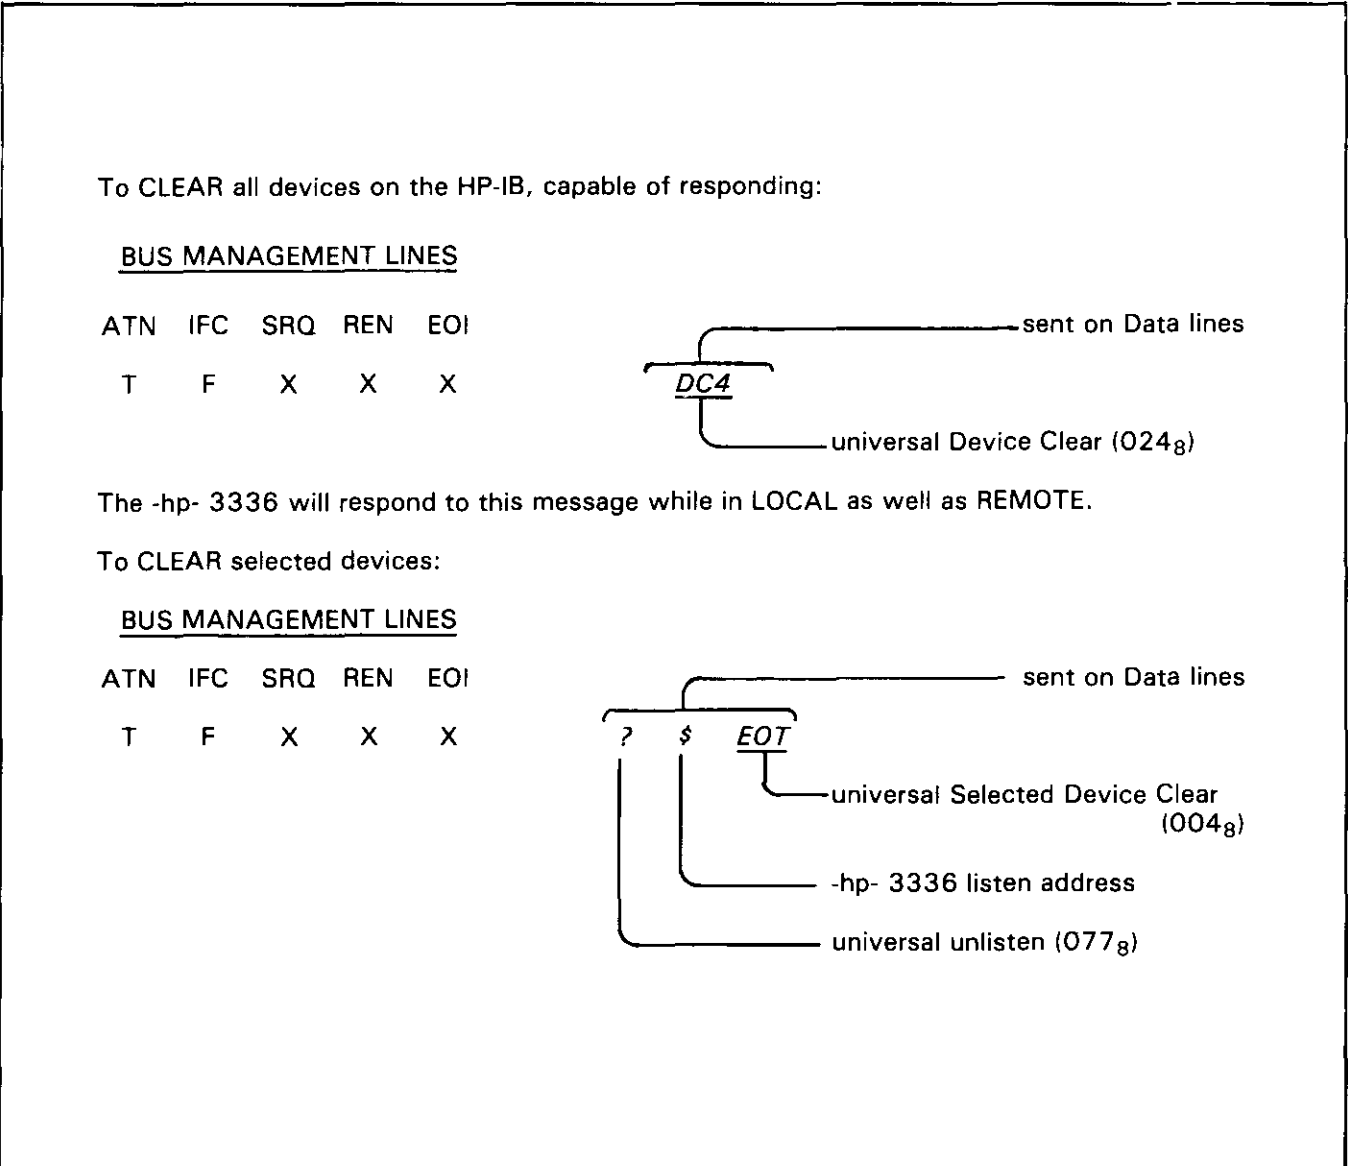 To CLEAR all devices on the HP-IB, capable of responding:
BUS MANAGEMENT LINES
ATN IFC SRQ REN EOI
sent on Data lines
T F X X X
DC4
universal Device Clear (024₈)
The -hp- 3336 will respond to this message while in LOCAL as well as REMOTE.
To CLEAR selected devices:
BUS MANAGEMENT LINES
ATN IFC SRQ REN EOI
sent on Data lines
T F X X X
? $ EOT
universal Selected Device Clear
(004₈)
-hp- 3336 listen address
universal unlisten (077₈)